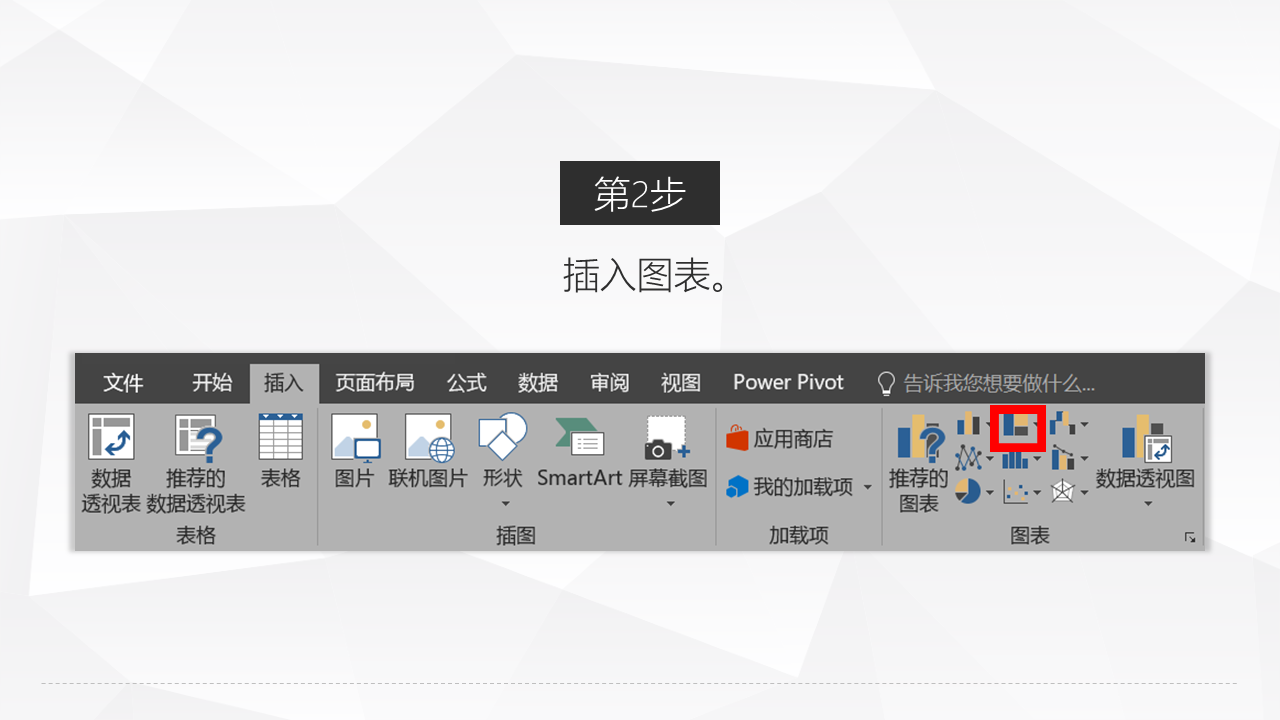 第2步
插入图表。
文件 开始 插入 页面布局 公式 数据 审阅 视图 Power Pivot 告诉我您想要做什么...
数据
透视表
推荐的
数据透视表
表格
表格
图片
联机图片
形状
SmartArt
屏幕截图
插图
应用商店
我的加载项
加载项
推荐的
图表
数据透视图
图表